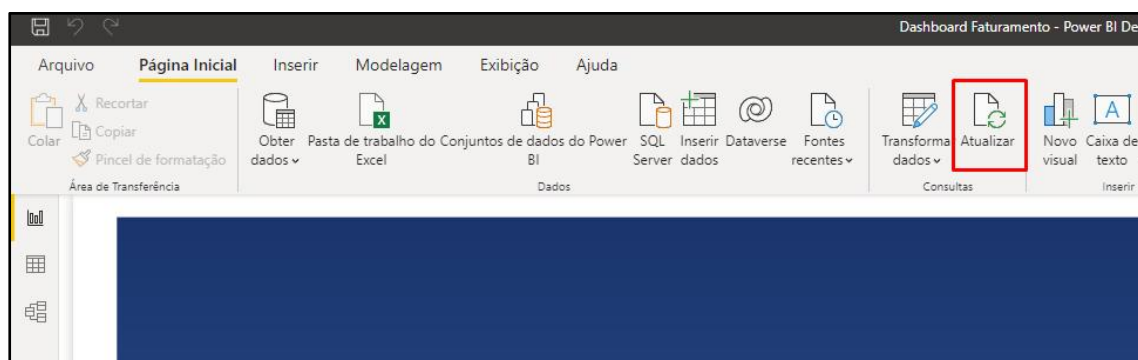 Dashboard Faturamento - Power BI De
Arquivo Página Inicial Inserir Modelagem Exibição Ajuda
Colar
Recortar
Copiar
Pincel de formatação
Área de Transferência
Obter dados
Pasta de trabalho do Excel
Conjuntos de dados do Power BI
SQL Server
Inserir dados
Dataverse
Fontes recentes
Dados
Transforma dados
Atualizar
Consultas
Novo visual
Caixa de texto
Inserir